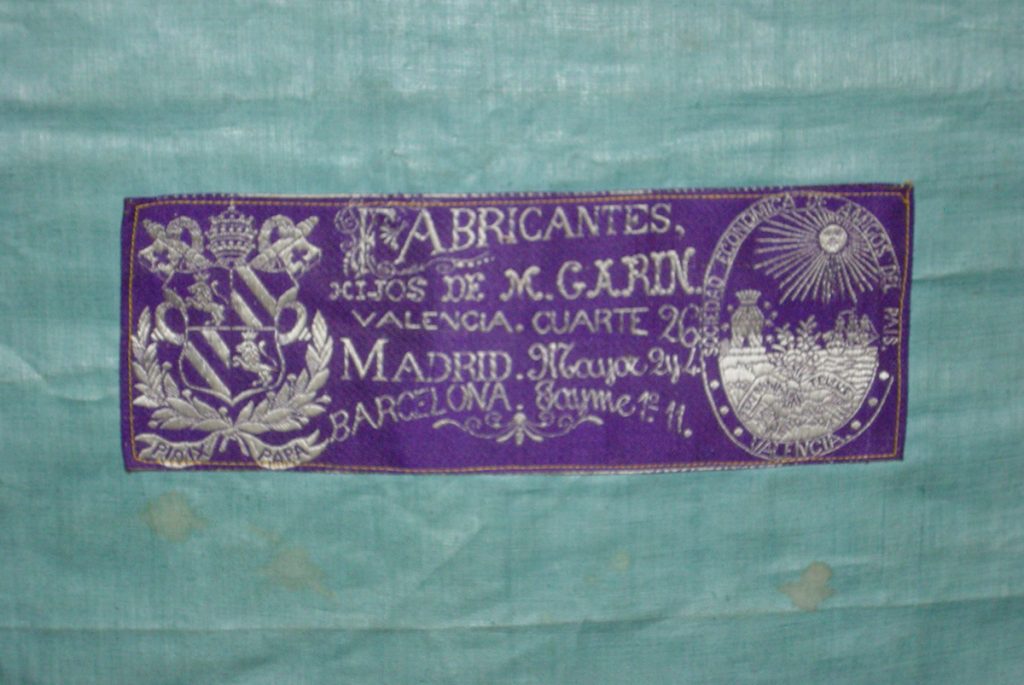 FABRICANTES,
HIJOS DE M. GARIN.
VALENCIA. CUARTE 26
MADRID. Mayor 2 y 4.
BARCELONA. Jayme 1º 11.
PIO IX PAPA
SOCIEDAD ECONOMICA DE AMIGOS DEL PAIS
VALENCIA.